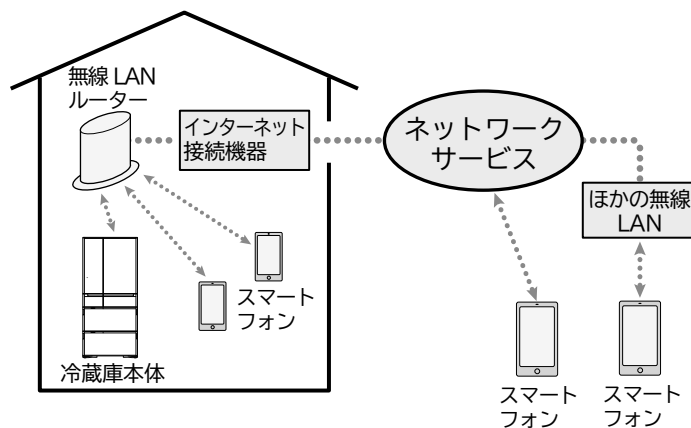 無線 LAN
ルーター
インターネット
接続機器
ネットワーク
サービス
ほかの無線
LAN
スマート
フォン
冷蔵庫本体
スマート
フォン
スマート
フォン